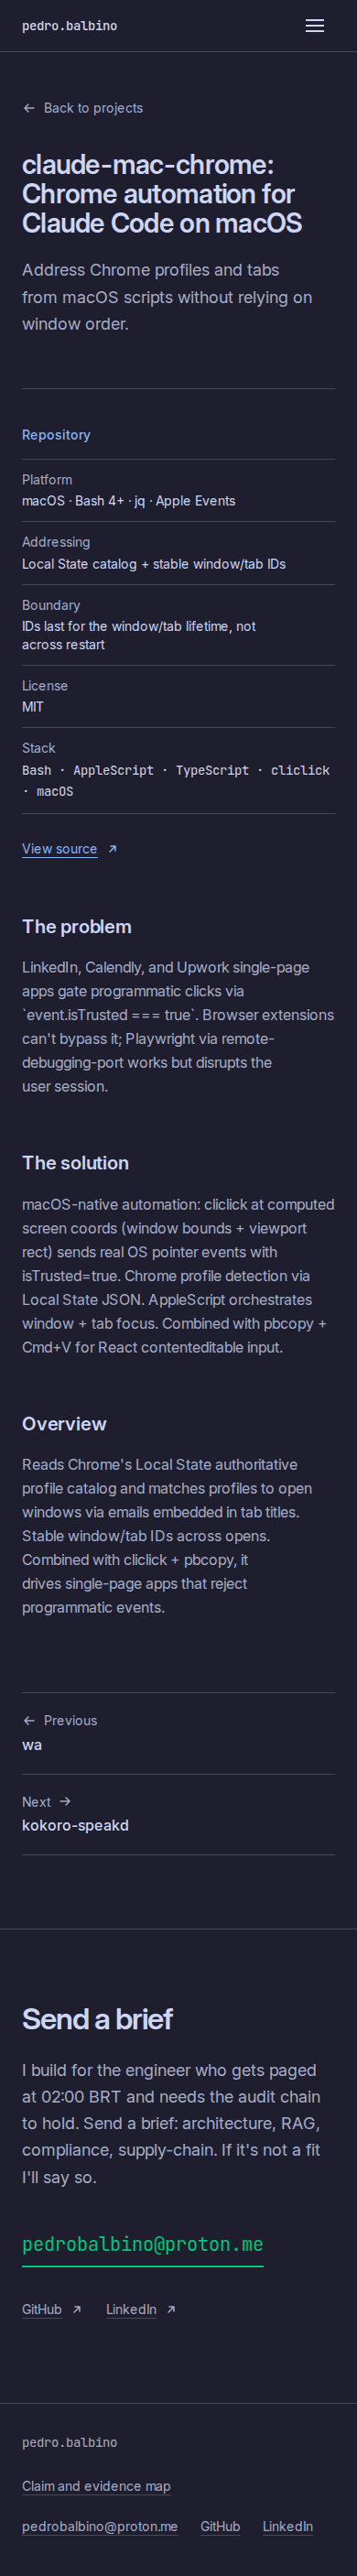 pedro.balbino
← Back to projects
claude-mac-chrome:
Chrome automation for
Claude Code on macOS
Address Chrome profiles and tabs
from macOS scripts without relying on
window order.
Repository
Platform
macOS · Bash 4+ · jq · Apple Events
Addressing
Local State catalog + stable window/tab IDs
Boundary
IDs last for the window/tab lifetime, not
across restart
License
MIT
Stack
Bash · AppleScript · TypeScript · cliclick
· macOS
View source ↗
The problem
LinkedIn, Calendly, and Upwork single-page
apps gate programmatic clicks via
`event.isTrusted === true`. Browser extensions
can't bypass it; Playwright via remote-
debugging-port works but disrupts the
user session.
The solution
macOS-native automation: cliclick at computed
screen coords (window bounds + viewport
rect) sends real OS pointer events with
isTrusted=true. Chrome profile detection via
Local State JSON. AppleScript orchestrates
window + tab focus. Combined with pbcopy +
Cmd+V for React contenteditable input.
Overview
Reads Chrome's Local State authoritative
profile catalog and matches profiles to open
windows via emails embedded in tab titles.
Stable window/tab IDs across opens.
Combined with cliclick + pbcopy, it
drives single-page apps that reject
programmatic events.
← Previous
wa
Next →
kokoro-speakd
Send a brief
I build for the engineer who gets paged
at 02:00 BRT and needs the audit chain
to hold. Send a brief: architecture, RAG,
compliance, supply-chain. If it's not a fit
I'll say so.
pedrobalbino@proton.me
GitHub ↗ LinkedIn ↗
pedro.balbino
Claim and evidence map
pedrobalbino@proton.me GitHub LinkedIn